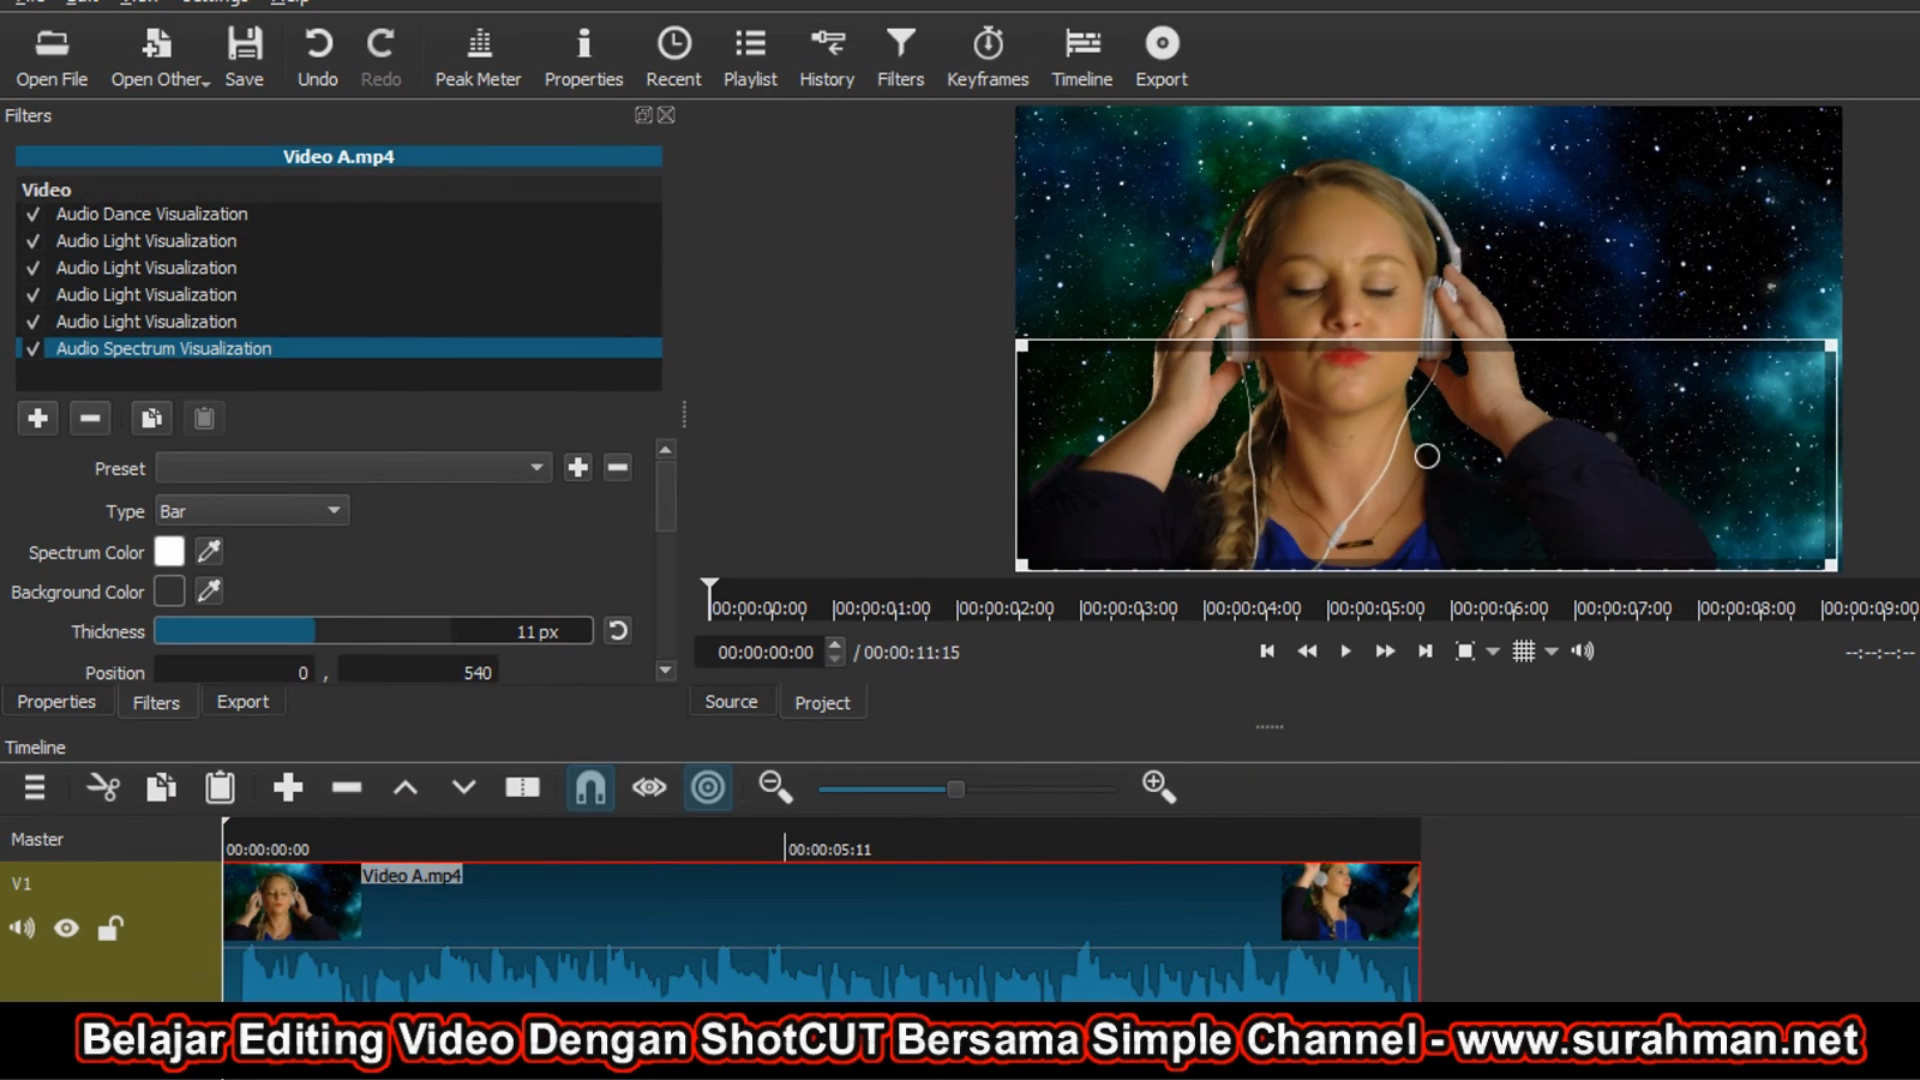 File Edit View Settings Help
Open File Open Other Save Undo Redo Peak Meter Properties Recent Playlist History Filters Keyframes Timeline Export
Filters
Video A.mp4
Video
Audio Dance Visualization
Audio Light Visualization
Audio Light Visualization
Audio Light Visualization
Audio Light Visualization
Audio Spectrum Visualization
Preset
Type Bar
Spectrum Color
Background Color
Thickness 11 px
Position 0 , 540
Properties Filters Export
00:00:00:00 00:00:01:00 00:00:02:00 00:00:03:00 00:00:04:00 00:00:05:00 00:00:06:00 00:00:07:00 00:00:08:00 00:00:09:00
00:00:00:00 / 00:00:11:15 --:--:--:--
Source Project
Timeline
Master
00:00:00:00 00:00:05:11
V1
Video A.mp4
Belajar Editing Video Dengan ShotCUT Bersama Simple Channel - www.surahman.net